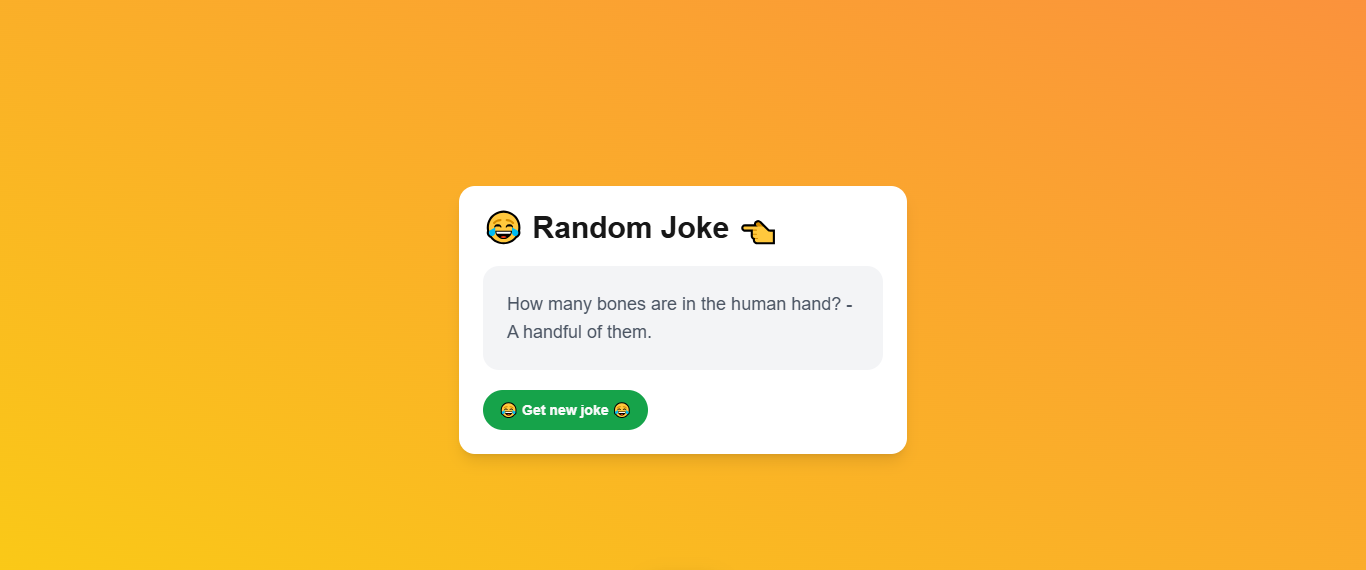 😂 Random Joke 👈
How many bones are in the human hand? -
A handful of them.
😂 Get new joke 😂